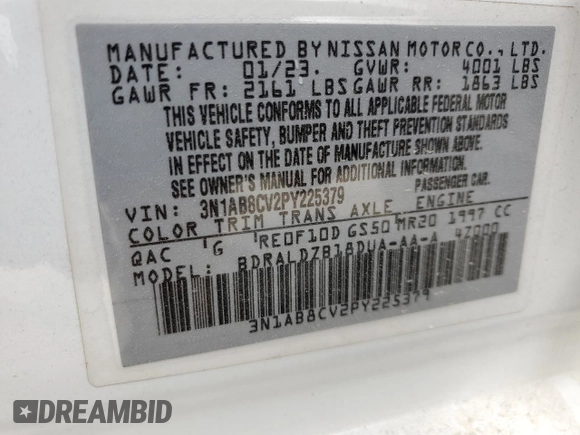 MANUFACTURED BY NISSAN MOTOR CO., LTD.
DATE: 01/23. GVWR: 4001 LBS
GAWR FR: 2161 LBS GAWR RR: 1863 LBS
THIS VEHICLE CONFORMS TO ALL APPLICABLE FEDERAL MOTOR
VEHICLE SAFETY, BUMPER AND THEFT PREVENTION STANDARDS
IN EFFECT ON THE DATE OF MANUFACTURE SHOWN ABOVE.
SEE OWNER'S MANUAL FOR ADDITIONAL INFORMATION.
VIN: 3N1AB8CV2PY225379 PASSENGER CAR.
COLOR TRIM TRANS AXLE ENGINE
QAC G RE0F10D GS50 MR20 1997 CC
MODEL: BDRALDZB18DUA-AA-A 4Z000
3N1AB8CV2PY225379
DREAMBID